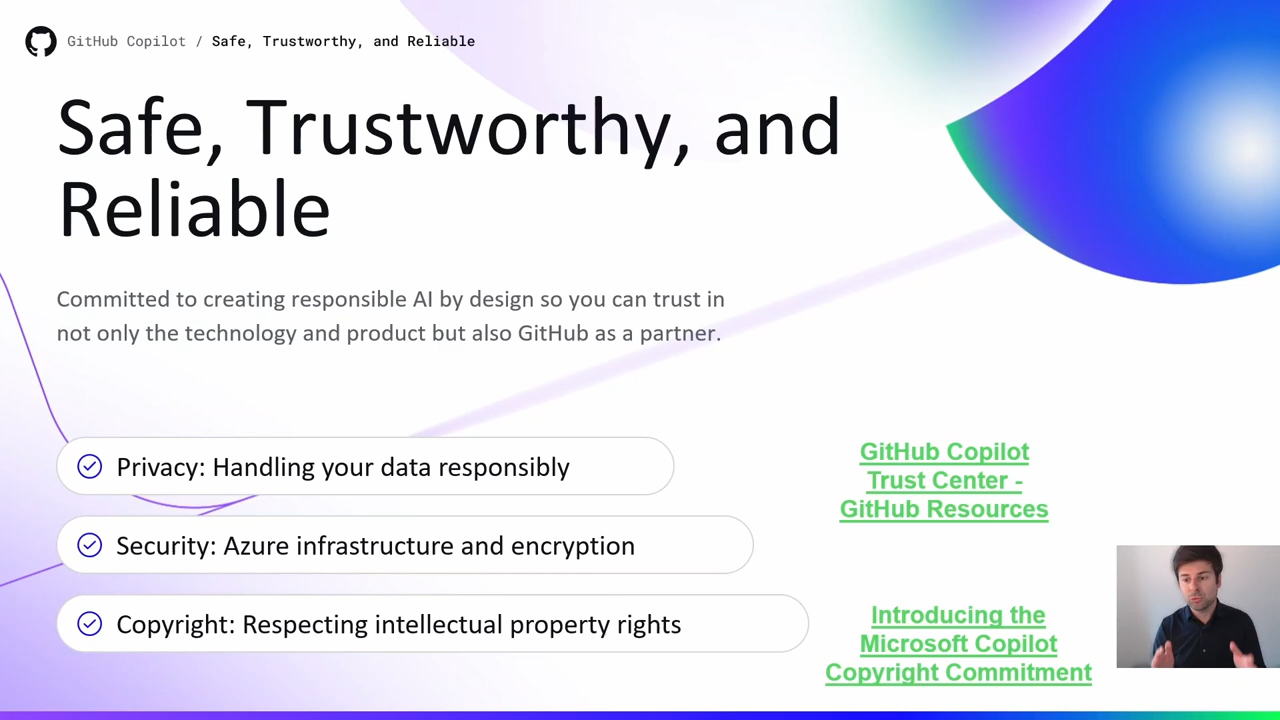 GitHub Copilot / Safe, Trustworthy, and Reliable
Safe, Trustworthy, and
Reliable
Committed to creating responsible AI by design so you can trust in
not only the technology and product but also GitHub as a partner.
Privacy: Handling your data responsibly
Security: Azure infrastructure and encryption
Copyright: Respecting intellectual property rights
GitHub Copilot
Trust Center -
GitHub Resources
Introducing the
Microsoft Copilot
Copyright Commitment